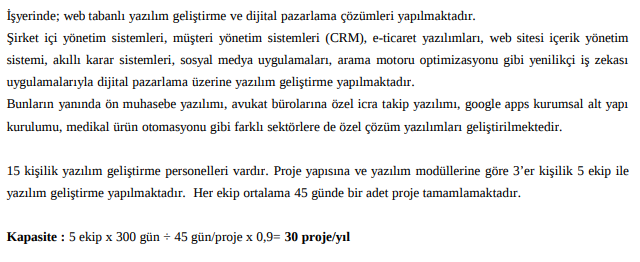 İşyerinde; web tabanlı yazılım geliştirme ve dijital pazarlama çözümleri yapılmaktadır.
Şirket içi yönetim sistemleri, müşteri yönetim sistemleri (CRM), e-ticaret yazılımları, web sitesi içerik yönetim
sistemi, akıllı karar sistemleri, sosyal medya uygulamaları, arama motoru optimizasyonu gibi yenilikçi iş zekası
uygulamalarıyla dijital pazarlama üzerine yazılım geliştirme yapılmaktadır.
Bunların yanında ön muhasebe yazılımı, avukat bürolarına özel icra takip yazılımı, google apps kurumsal alt yapı
kurulumu, medikal ürün otomasyonu gibi farklı sektörlere de özel çözüm yazılımları geliştirilmektedir.
15 kişilik yazılım geliştirme personelleri vardır. Proje yapısına ve yazılım modüllerine göre 3’er kişilik 5 ekip ile
yazılım geliştirme yapılmaktadır. Her ekip ortalama 45 günde bir adet proje tamamlamaktadır.
Kapasite : 5 ekip x 300 gün ÷ 45 gün/proje x 0,9= 30 proje/yıl